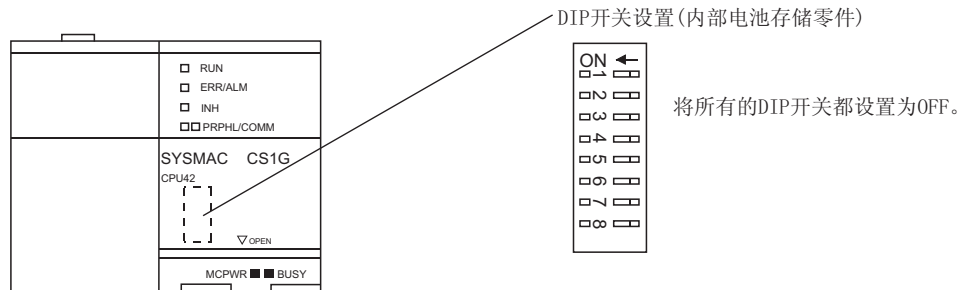 DIP开关设置(内部电池存储零件)
RUN
ERR/ALM
INH
PRPHL/COMM
SYSMAC CS1G
CPU42
OPEN
MCPWR BUSY
ON
1
2
3
4
5
6
7
8
将所有的DIP开关都设置为OFF。